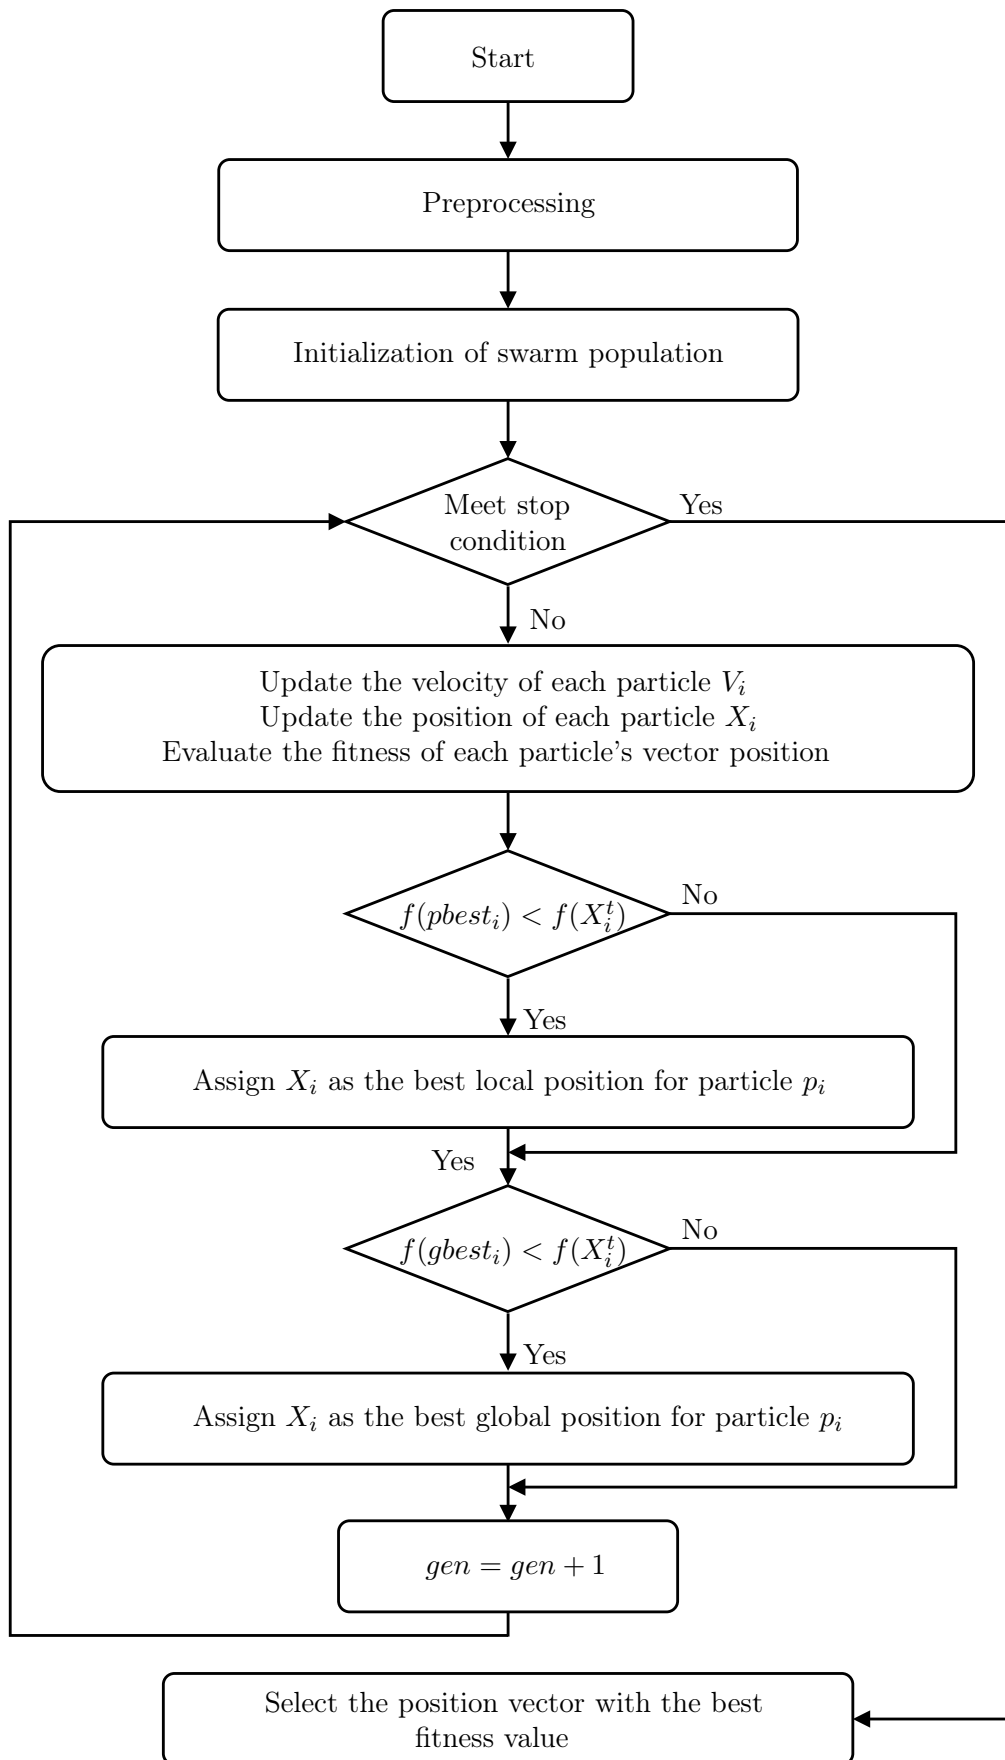 Start
Preprocessing
Initialization of swarm population
Meet stop
condition
Yes
No
Update the velocity of each particle $V_i$
Update the position of each particle $X_i$
Evaluate the fitness of each particle's vector position
$f(pbest_i) < f(X_i^t)$
No
Yes
Assign $X_i$ as the best local position for particle $p_i$
Yes
$f(gbest_i) < f(X_i^t)$
No
Yes
Assign $X_i$ as the best global position for particle $p_i$
$gen = gen + 1$
Select the position vector with the best
fitness value